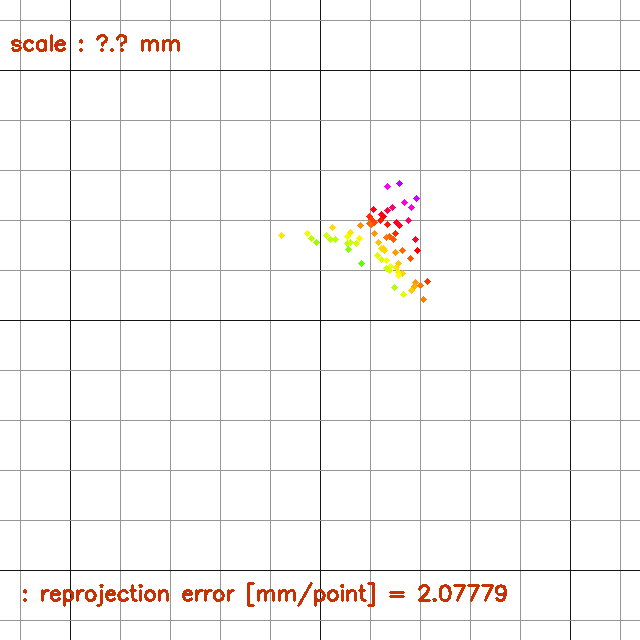 scale : ?.? mm
: reprojection error [mm/point] = 2.07779